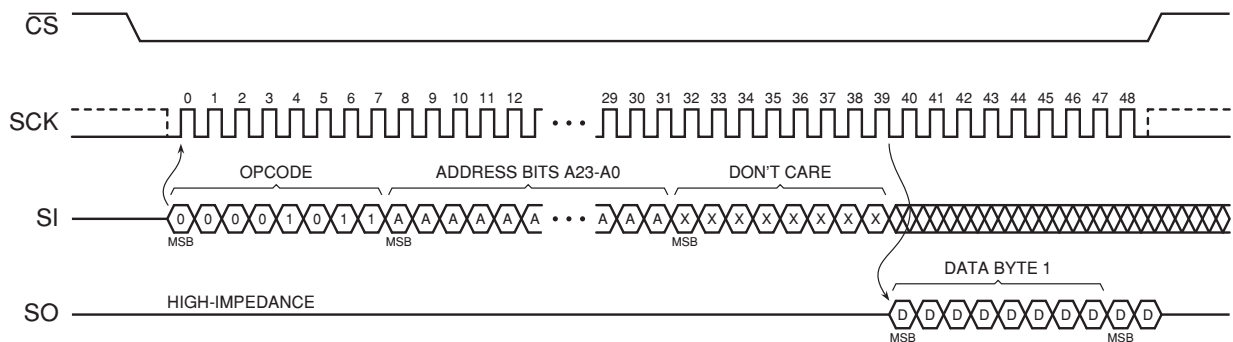 CS
0 1 2 3 4 5 6 7 8 9 10 11 12 29 30 31 32 33 34 35 36 37 38 39 40 41 42 43 44 45 46 47 48
SCK • • •
OPCODE ADDRESS BITS A23-A0 DON'T CARE
SI 0 0 0 0 1 0 1 1 A A A A A A • • • A A A X X X X X X X X
MSB MSB MSB
DATA BYTE 1
HIGH-IMPEDANCE
SO D D D D D D D D D D
MSB MSB